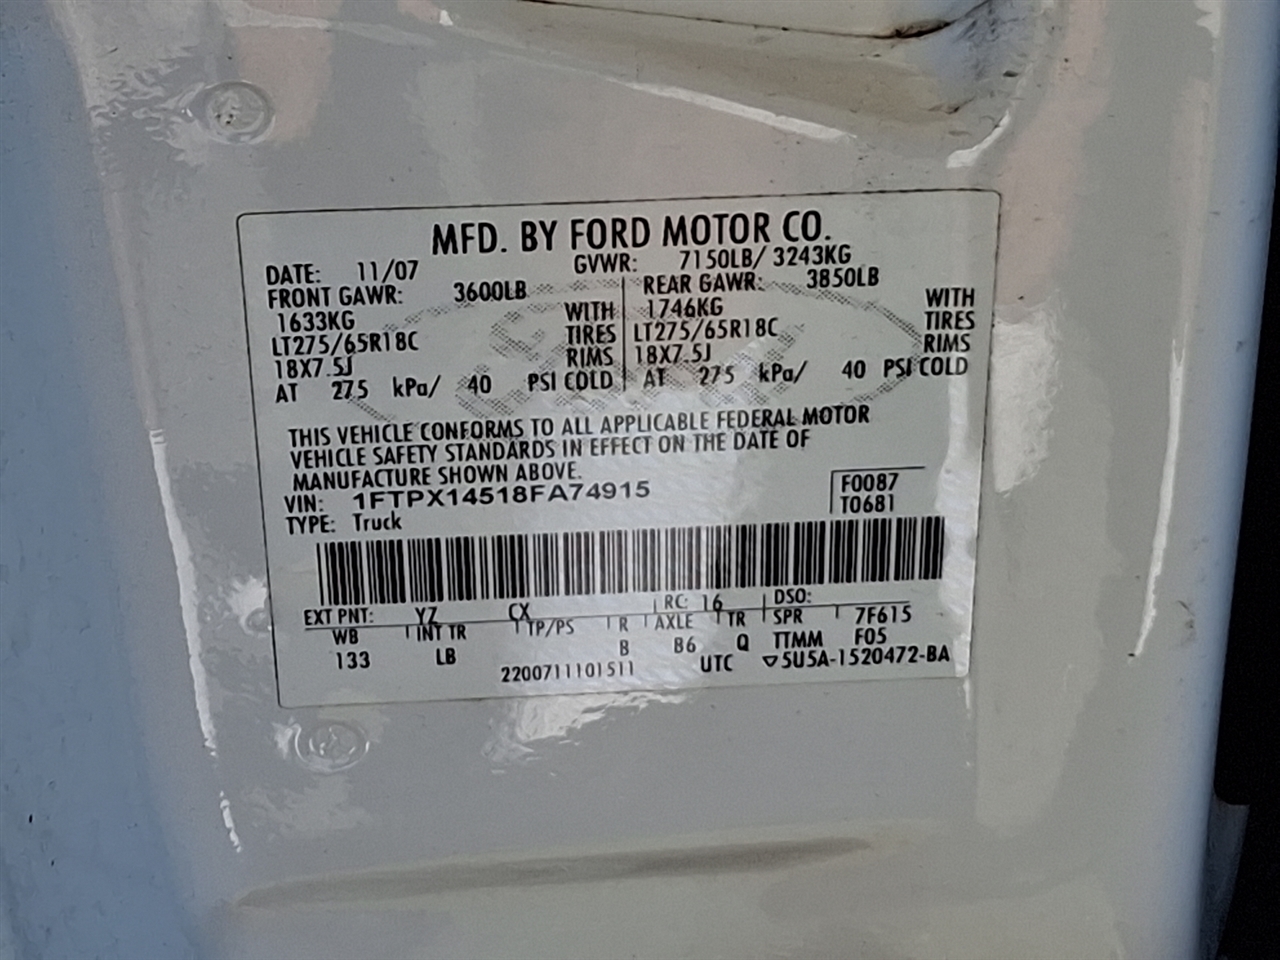 MFD. BY FORD MOTOR CO.
DATE: 11/07 GVWR: 7150LB/ 3243KG
FRONT GAWR: 3600LB REAR GAWR: 3850LB
1633KG WITH 1746KG WITH
LT275/65R18C TIRES LT275/65R18C TIRES
18X7.5J RIMS 18X7.5J RIMS
AT 275 kPa/ 40 PSI COLD AT 275 kPa/ 40 PSI COLD
THIS VEHICLE CONFORMS TO ALL APPLICABLE FEDERAL MOTOR
VEHICLE SAFETY STANDARDS IN EFFECT ON THE DATE OF
MANUFACTURE SHOWN ABOVE.
VIN: 1FTPX14518FA74915 F0087
TYPE: Truck T0681
EXT PNT: YZ CX RC: 16 DSO:
WB INT TR TP/PS R AXLE TR SPR 7F615
133 LB B B6 Q TTMM F05
2200711101511 UTC ▽5U5A-1520472-BA